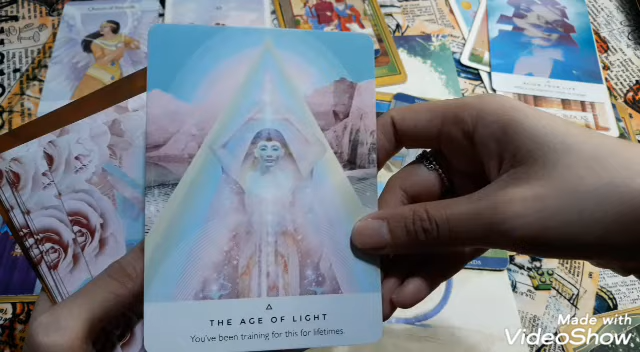 THE AGE OF LIGHT
You've been training for this for lifetimes.
Made with
VideoShow.